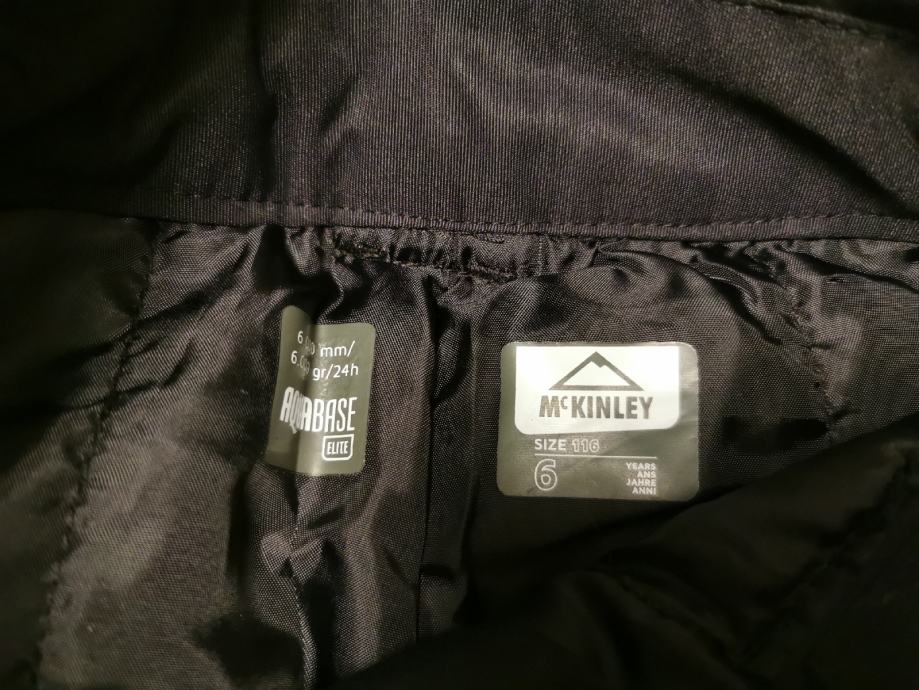 mm/
gr/24h
AQUABASE
ELITE
McKINLEY
SIZE 116
6
YEARS
ANS
JAHRE
ANNI